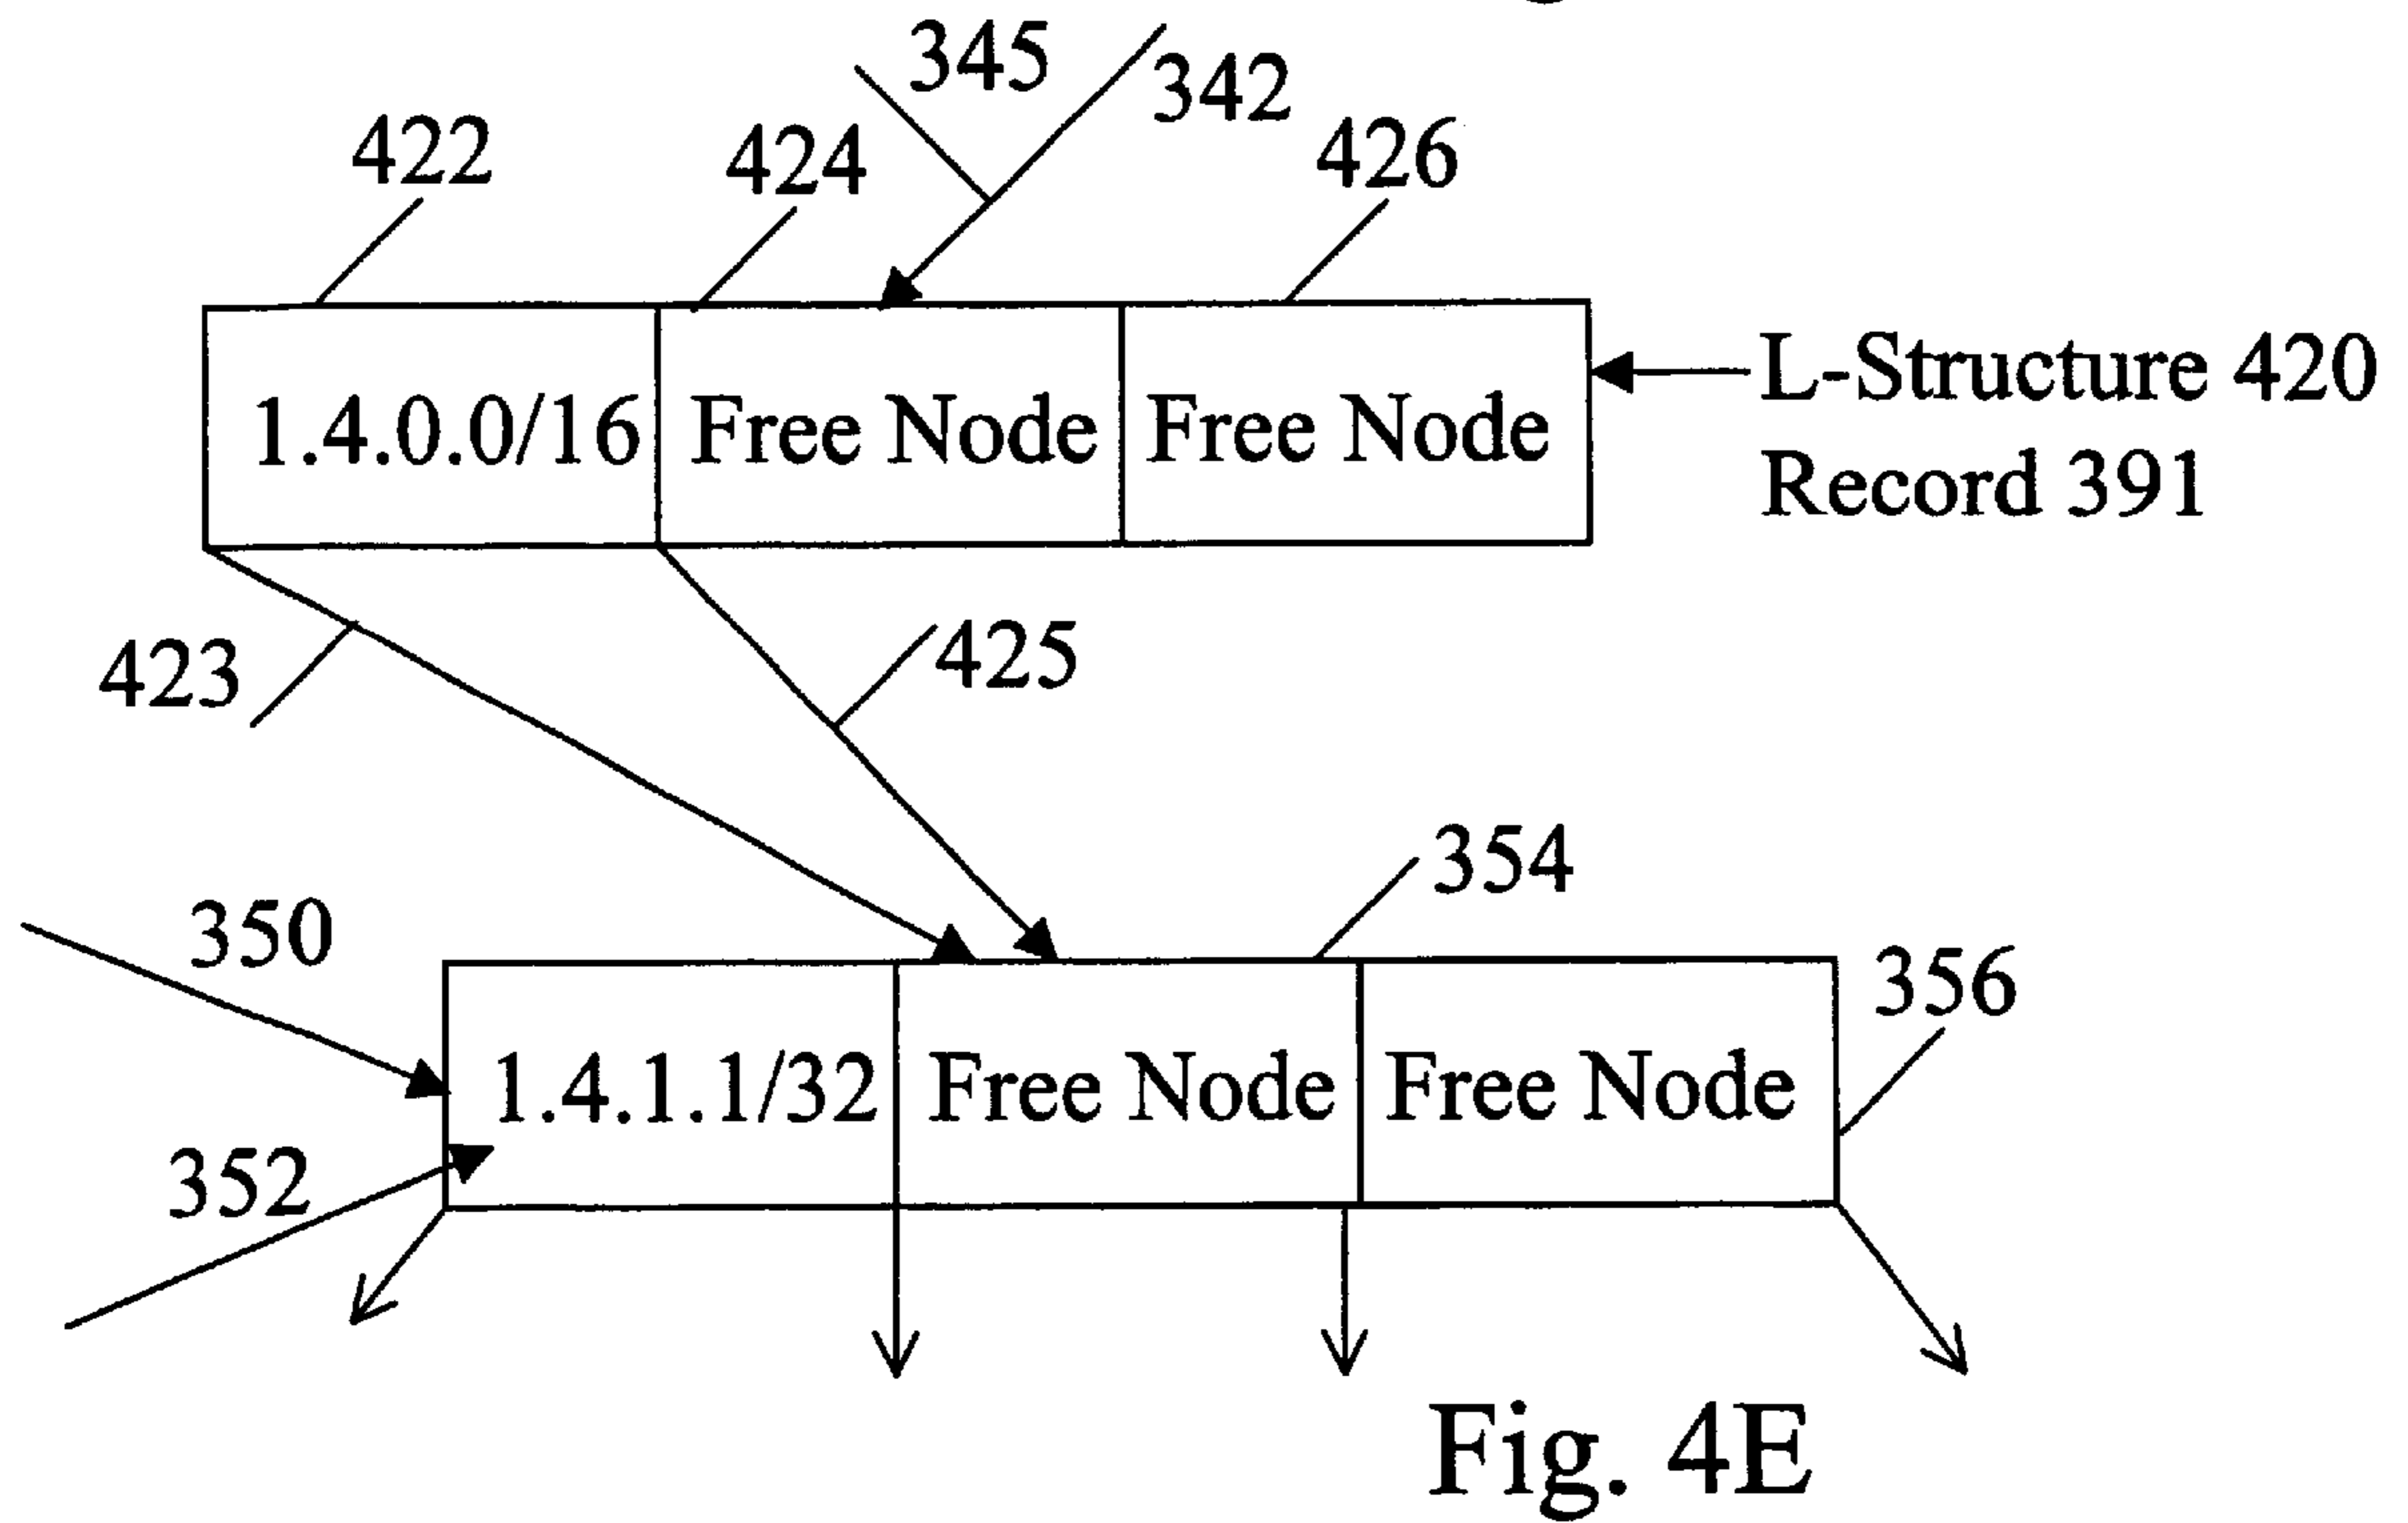 345
342
422
424
426
1.4.0.0/16 Free Node Free Node
L-Structure 420
Record 391
423
425
354
350
356
1.4.1.1/32 Free Node Free Node
352
Fig. 4E